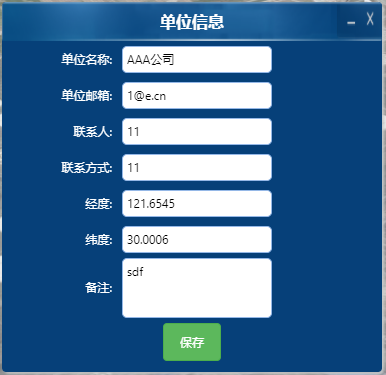 单位信息
单位名称: AAA公司
单位邮箱: 1@e.cn
联系人: 11
联系方式: 11
经度: 121.6545
纬度: 30.0006
备注: sdf
保存